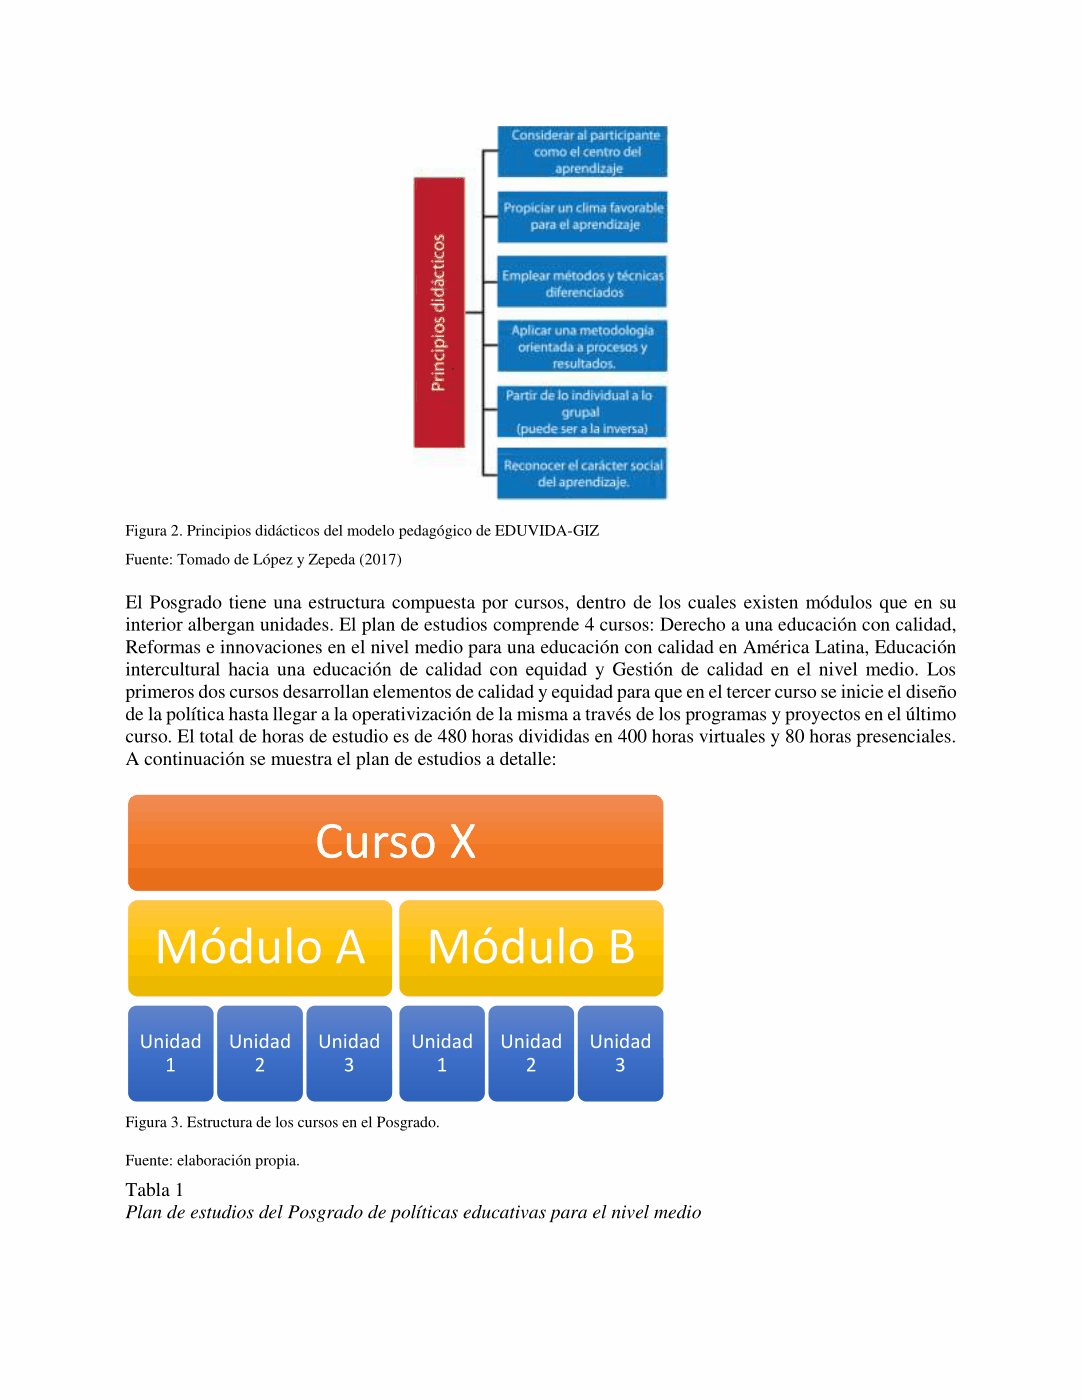 Principios didácticos
Considerar al participante
como el centro del
aprendizaje
Propiciar un clima favorable
para el aprendizaje
Emplear métodos y técnicas
diferenciados
Aplicar una metodología
orientada a procesos y
resultados.
Partir de lo individual a lo
grupal
(puede ser a la inversa)
Reconocer el carácter social
del aprendizaje.
Figura 2. Principios didácticos del modelo pedagógico de EDUVIDA-GIZ
Fuente: Tomado de López y Zepeda (2017)
El Posgrado tiene una estructura compuesta por cursos, dentro de los cuales existen módulos que en su
interior albergan unidades. El plan de estudios comprende 4 cursos: Derecho a una educación con calidad,
Reformas e innovaciones en el nivel medio para una educación con calidad en América Latina, Educación
intercultural hacia una educación de calidad con equidad y Gestión de calidad en el nivel medio. Los
primeros dos cursos desarrollan elementos de calidad y equidad para que en el tercer curso se inicie el diseño
de la política hasta llegar a la operativización de la misma a través de los programas y proyectos en el último
curso. El total de horas de estudio es de 480 horas divididas en 400 horas virtuales y 80 horas presenciales.
A continuación se muestra el plan de estudios a detalle:
Curso X
Módulo A Módulo B
Unidad 1 Unidad 2 Unidad 3 Unidad 1 Unidad 2 Unidad 3
Figura 3. Estructura de los cursos en el Posgrado.
Fuente: elaboración propia.
Tabla 1
Plan de estudios del Posgrado de políticas educativas para el nivel medio